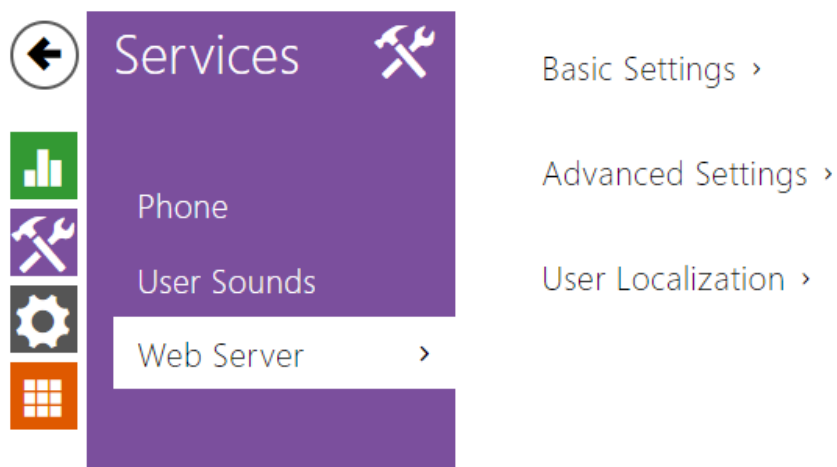 Services
Phone
User Sounds
Web Server ›
Basic Settings ›
Advanced Settings ›
User Localization ›